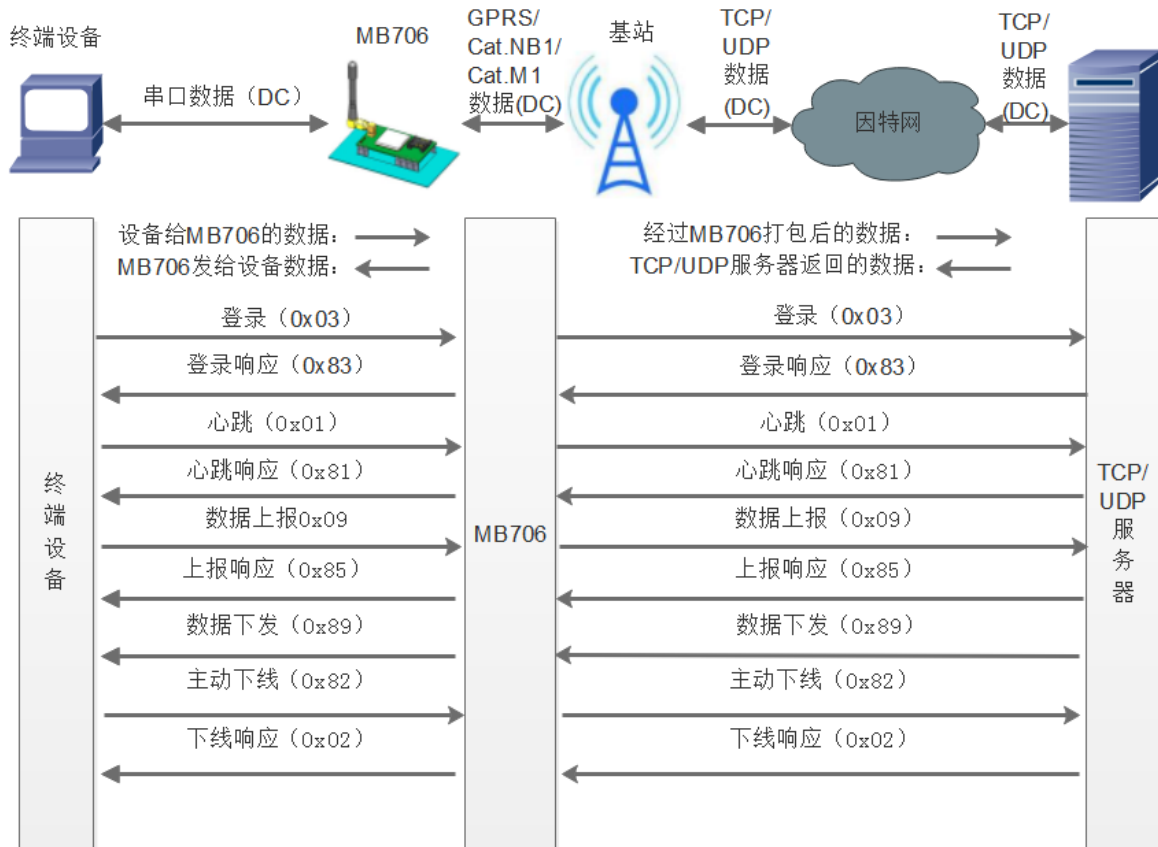 终端设备
MB706
GPRS/
Cat.NB1/
Cat.M1
数据(DC)
基站
TCP/
UDP
数据
(DC)
TCP/
UDP
数据
(DC)
串口数据（DC）
因特网
设备给MB706的数据：
MB706发给设备数据：
经过MB706打包后的数据：
TCP/UDP服务器返回的数据：
登录（0x03）
登录（0x03）
登录响应（0x83）
登录响应（0x83）
心跳（0x01）
心跳（0x01）
心跳响应（0x81）
心跳响应（0x81）
数据上报0x09
数据上报（0x09）
上报响应（0x85）
上报响应（0x85）
数据下发（0x89）
数据下发（0x89）
主动下线（0x82）
主动下线（0x82）
下线响应（0x02）
下线响应（0x02）
终
端
设
备
MB706
TCP/
UDP
服
务
器